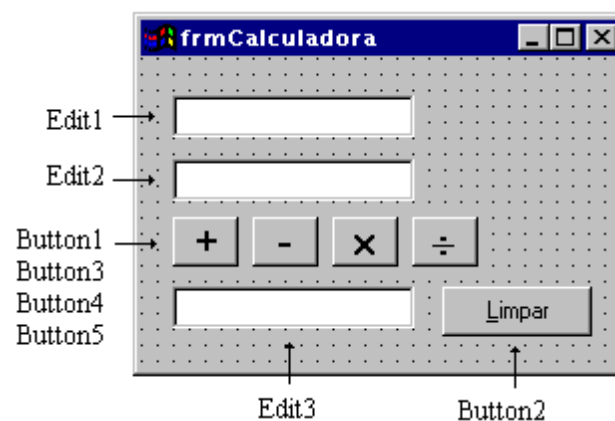 frmCalculadora
Edit1
Edit2
Button1
Button3
Button4
Button5
+ - × ÷
Limpar
Edit3
Button2